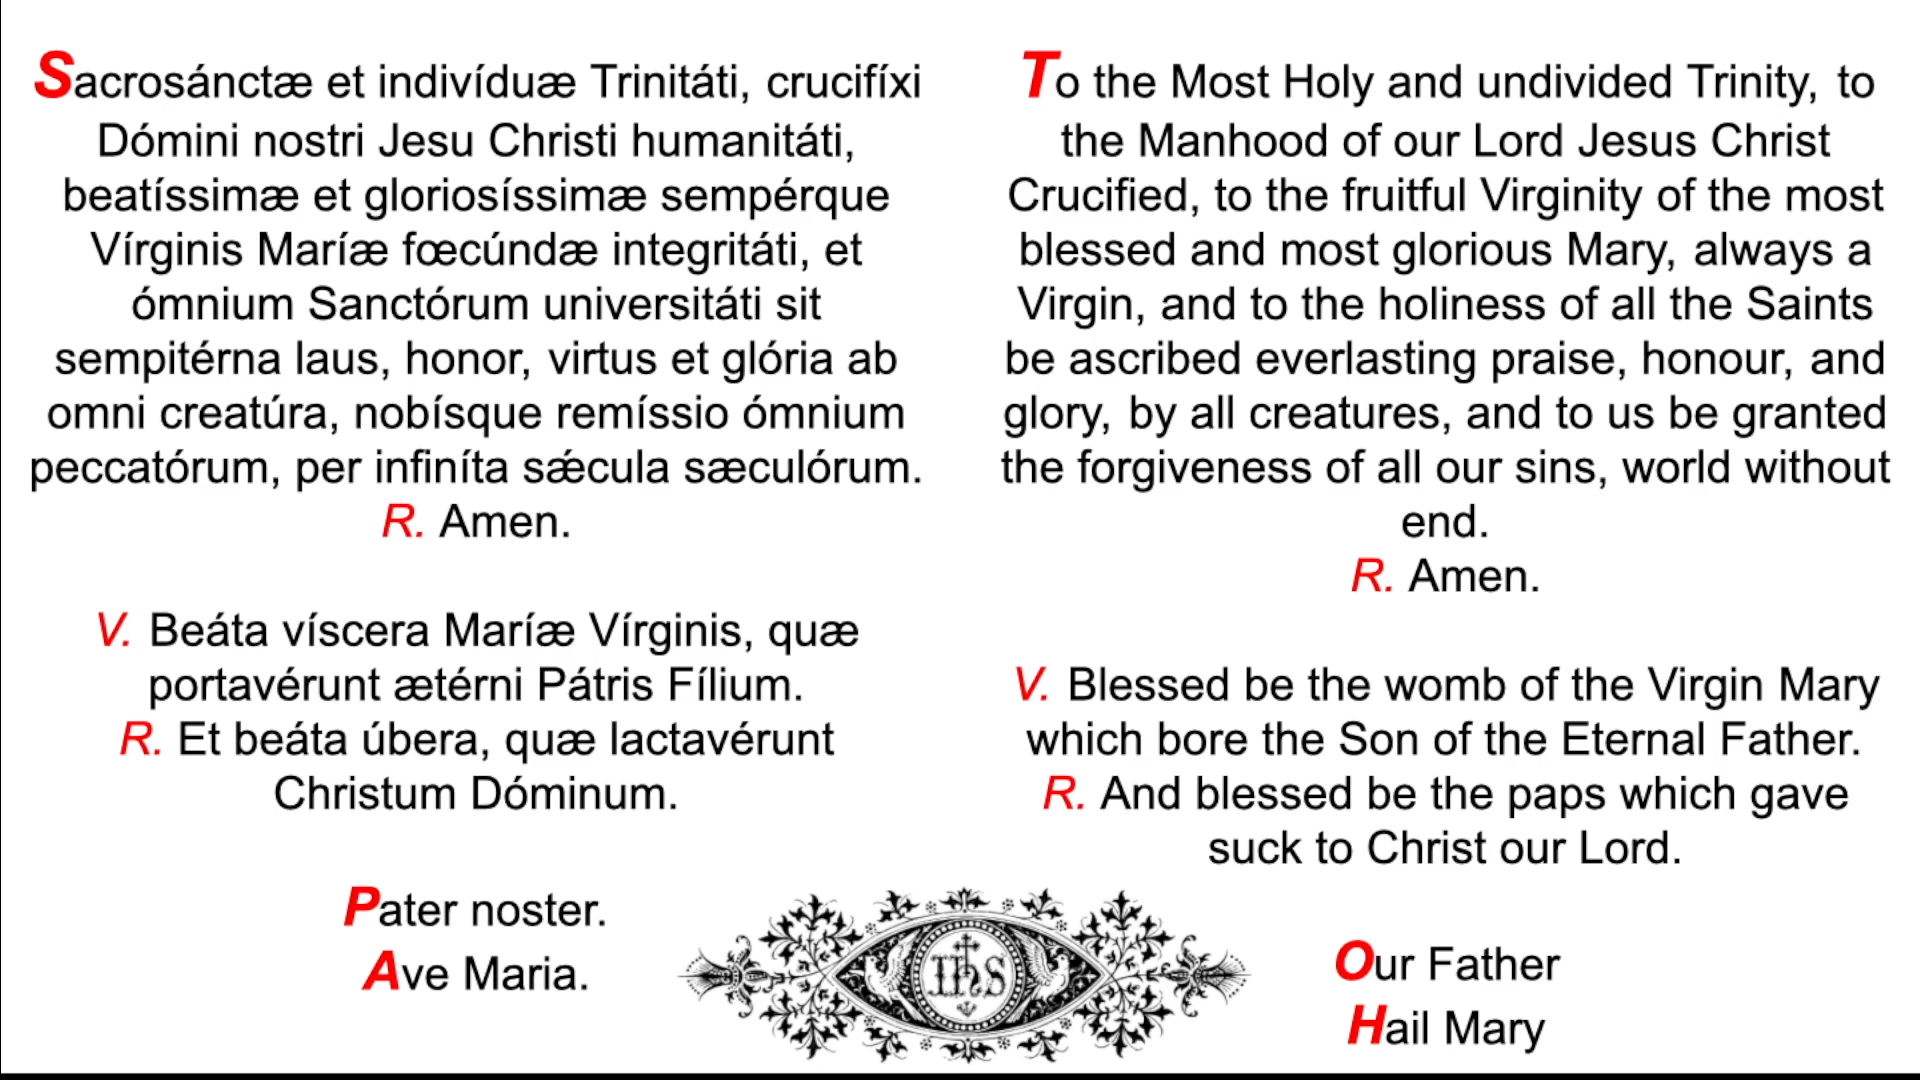 Sacrosánctæ et indivíduæ Trinitáti, crucifíxi
Dómini nostri Jesu Christi humanitáti,
beatíssimæ et gloriosíssimæ sempérque
Vírginis Maríæ fœcúndæ integritáti, et
ómnium Sanctórum universitáti sit
sempitérna laus, honor, virtus et glória ab
omni creatúra, nobísque remíssio ómnium
peccatórum, per infiníta sǽcula sæculórum.
R. Amen.
V. Beáta víscera Maríæ Vírginis, quæ
portavérunt ætérni Pátris Fílium.
R. Et beáta úbera, quæ lactavérunt
Christum Dóminum.
Pater noster.
Ave Maria.
To the Most Holy and undivided Trinity, to
the Manhood of our Lord Jesus Christ
Crucified, to the fruitful Virginity of the most
blessed and most glorious Mary, always a
Virgin, and to the holiness of all the Saints
be ascribed everlasting praise, honour, and
glory, by all creatures, and to us be granted
the forgiveness of all our sins, world without
end.
R. Amen.
V. Blessed be the womb of the Virgin Mary
which bore the Son of the Eternal Father.
R. And blessed be the paps which gave
suck to Christ our Lord.
Our Father
Hail Mary
IHS